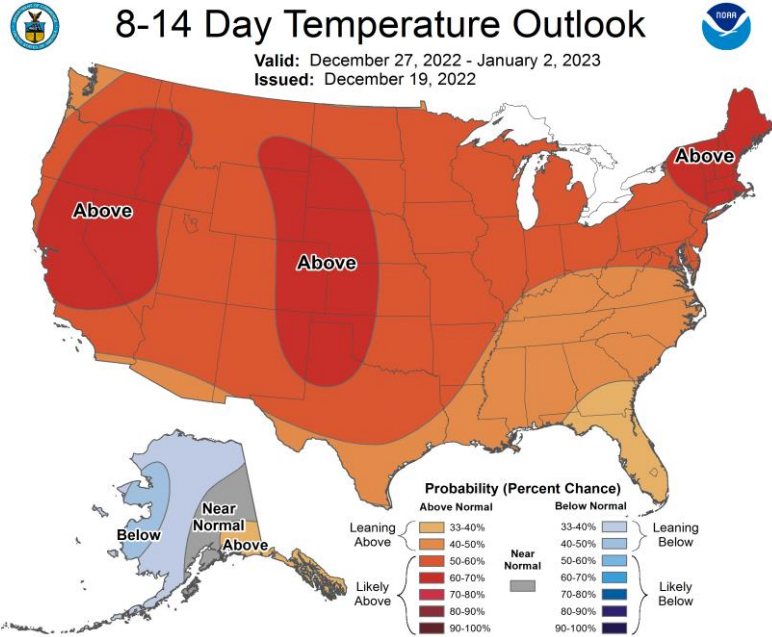 8-14 Day Temperature Outlook
NOAA
Valid: December 27, 2022 - January 2, 2023
Issued: December 19, 2022
Above
Above
Above
Below
Near
Normal
Above
Probability (Percent Chance)
Above Normal
Below Normal
Leaning
Above
33-40%
40-50%
50-60%
60-70%
70-80%
80-90%
90-100%
Likely
Above
Near
Normal
33-40%
40-50%
50-60%
60-70%
70-80%
80-90%
90-100%
Leaning
Below
Likely
Below